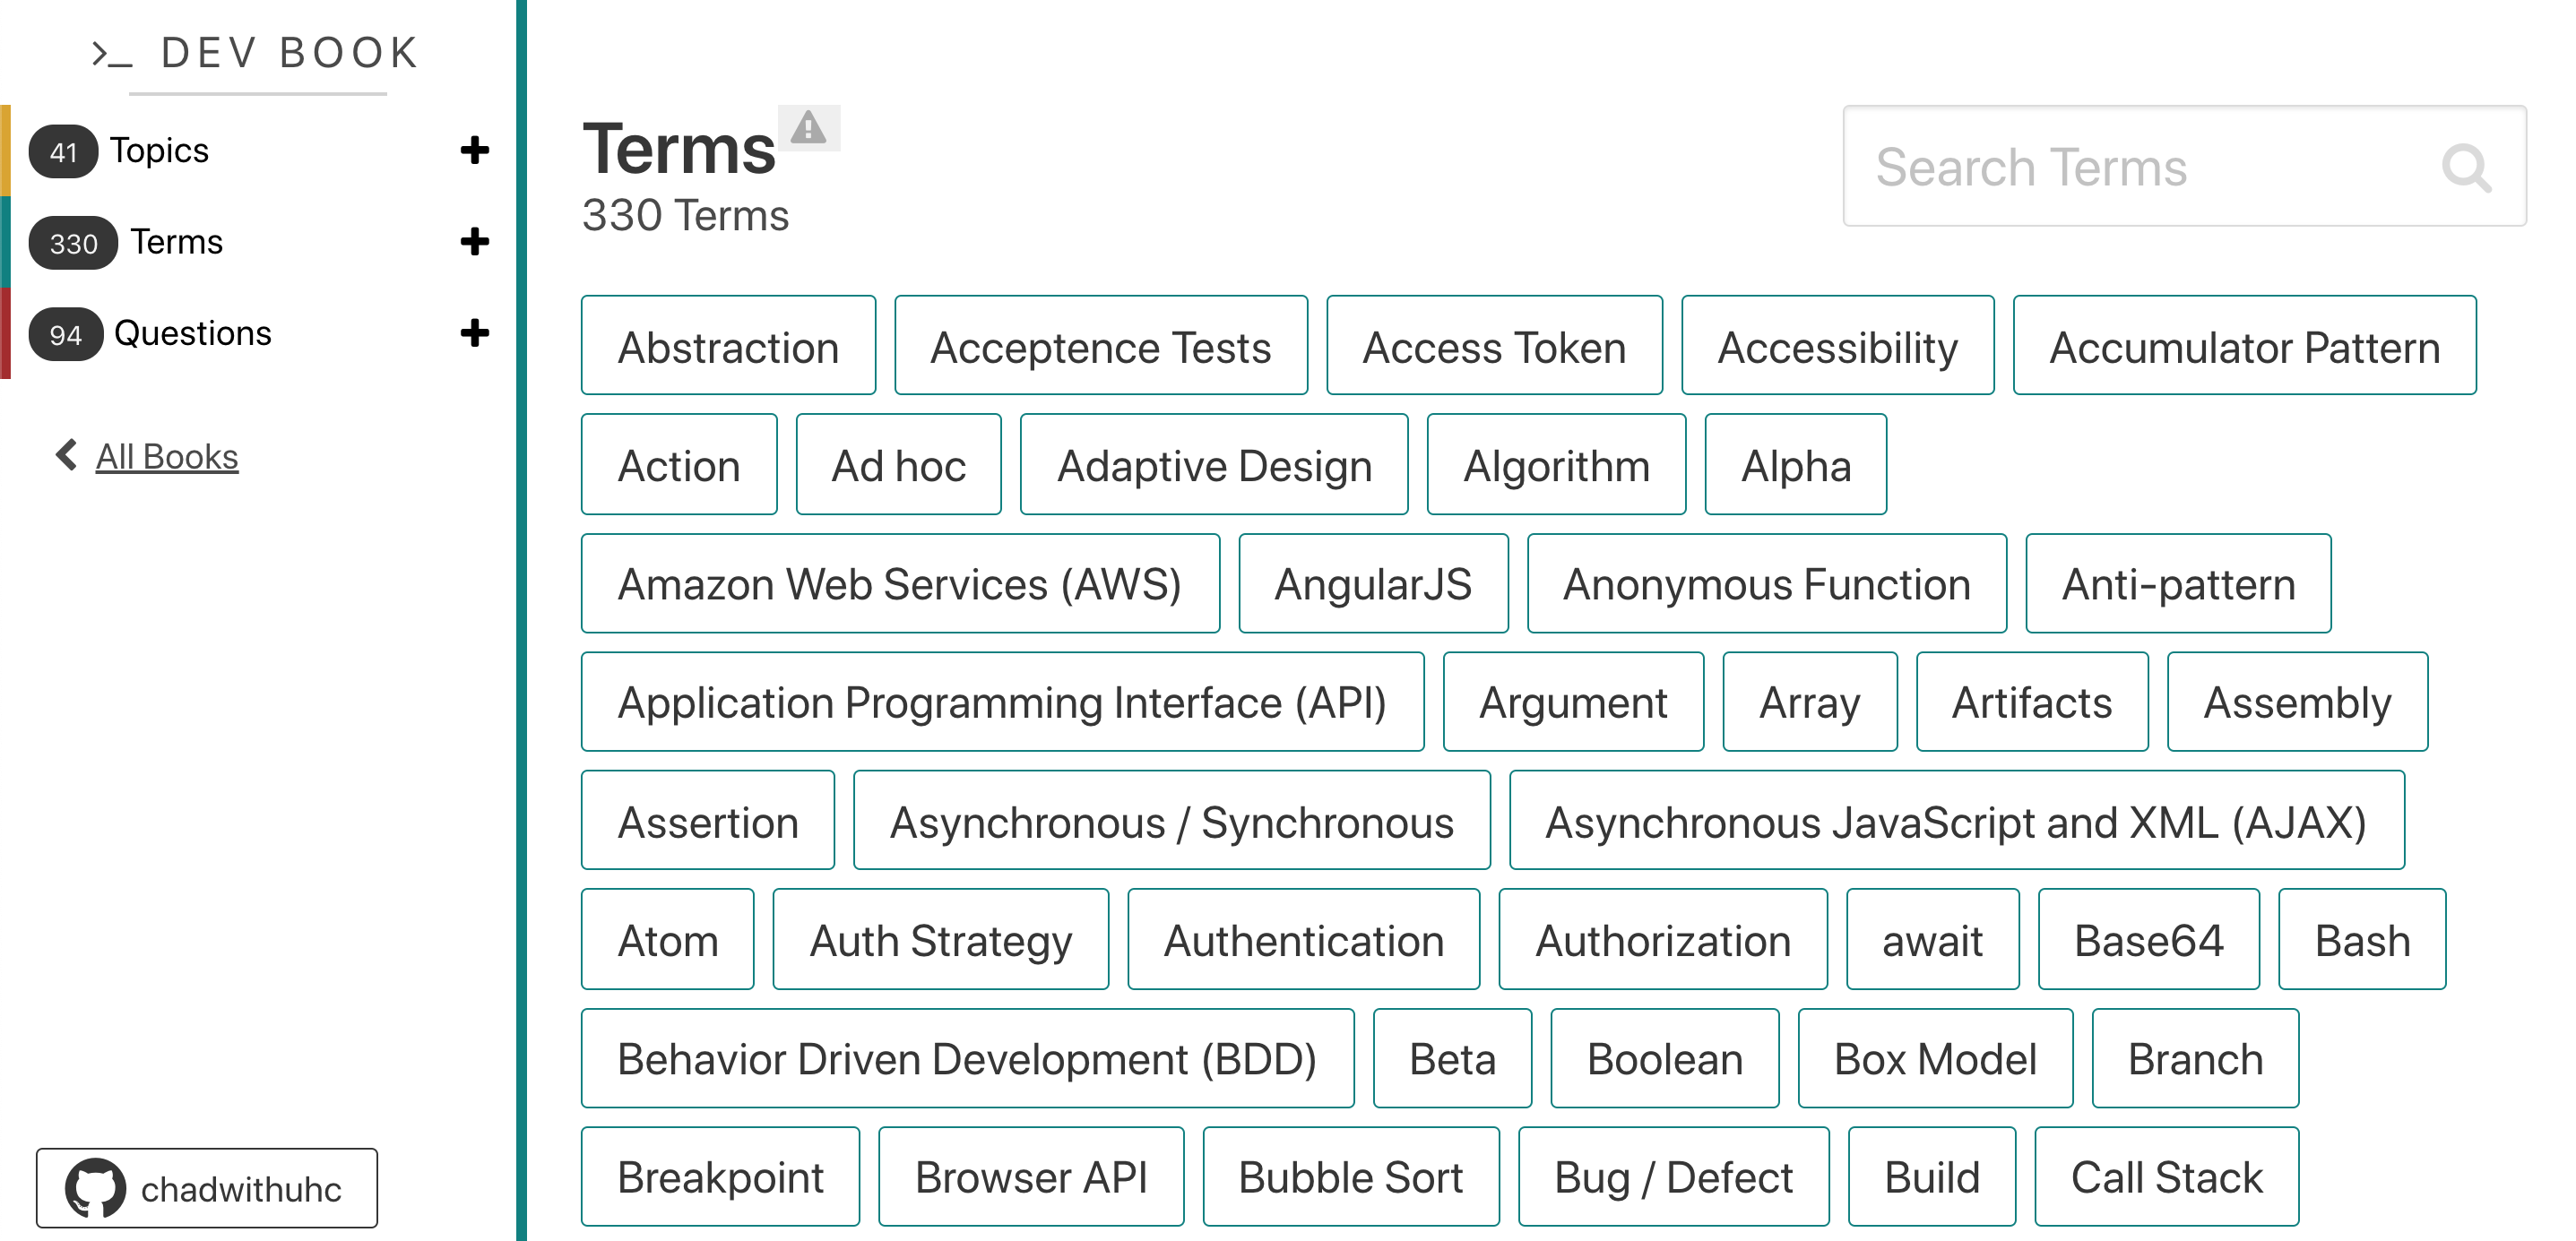 >_ DEV BOOK
41 Topics
330 Terms
94 Questions
All Books
chadwithuhc
Terms
330 Terms
Search Terms
Abstraction Acceptence Tests Access Token Accessibility Accumulator Pattern
Action Ad hoc Adaptive Design Algorithm Alpha
Amazon Web Services (AWS) AngularJS Anonymous Function Anti-pattern
Application Programming Interface (API) Argument Array Artifacts Assembly
Assertion Asynchronous / Synchronous Asynchronous JavaScript and XML (AJAX)
Atom Auth Strategy Authentication Authorization await Base64 Bash
Behavior Driven Development (BDD) Beta Boolean Box Model Branch
Breakpoint Browser API Bubble Sort Bug / Defect Build Call Stack